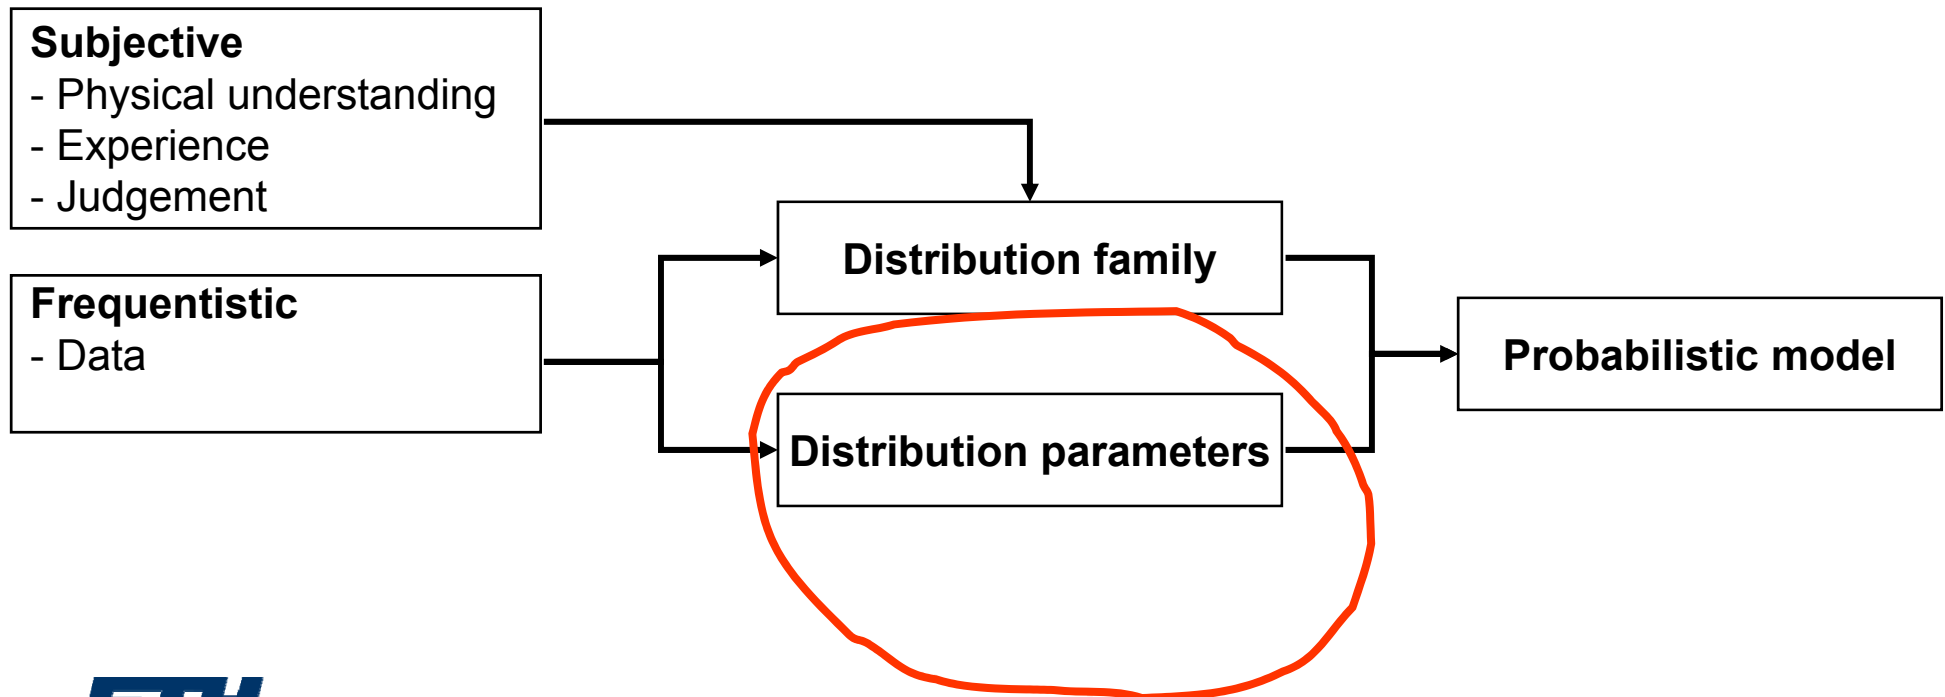 Subjective
- Physical understanding
- Experience
- Judgement
Distribution family
Frequentistic
- Data
Probabilistic model
Distribution parameters